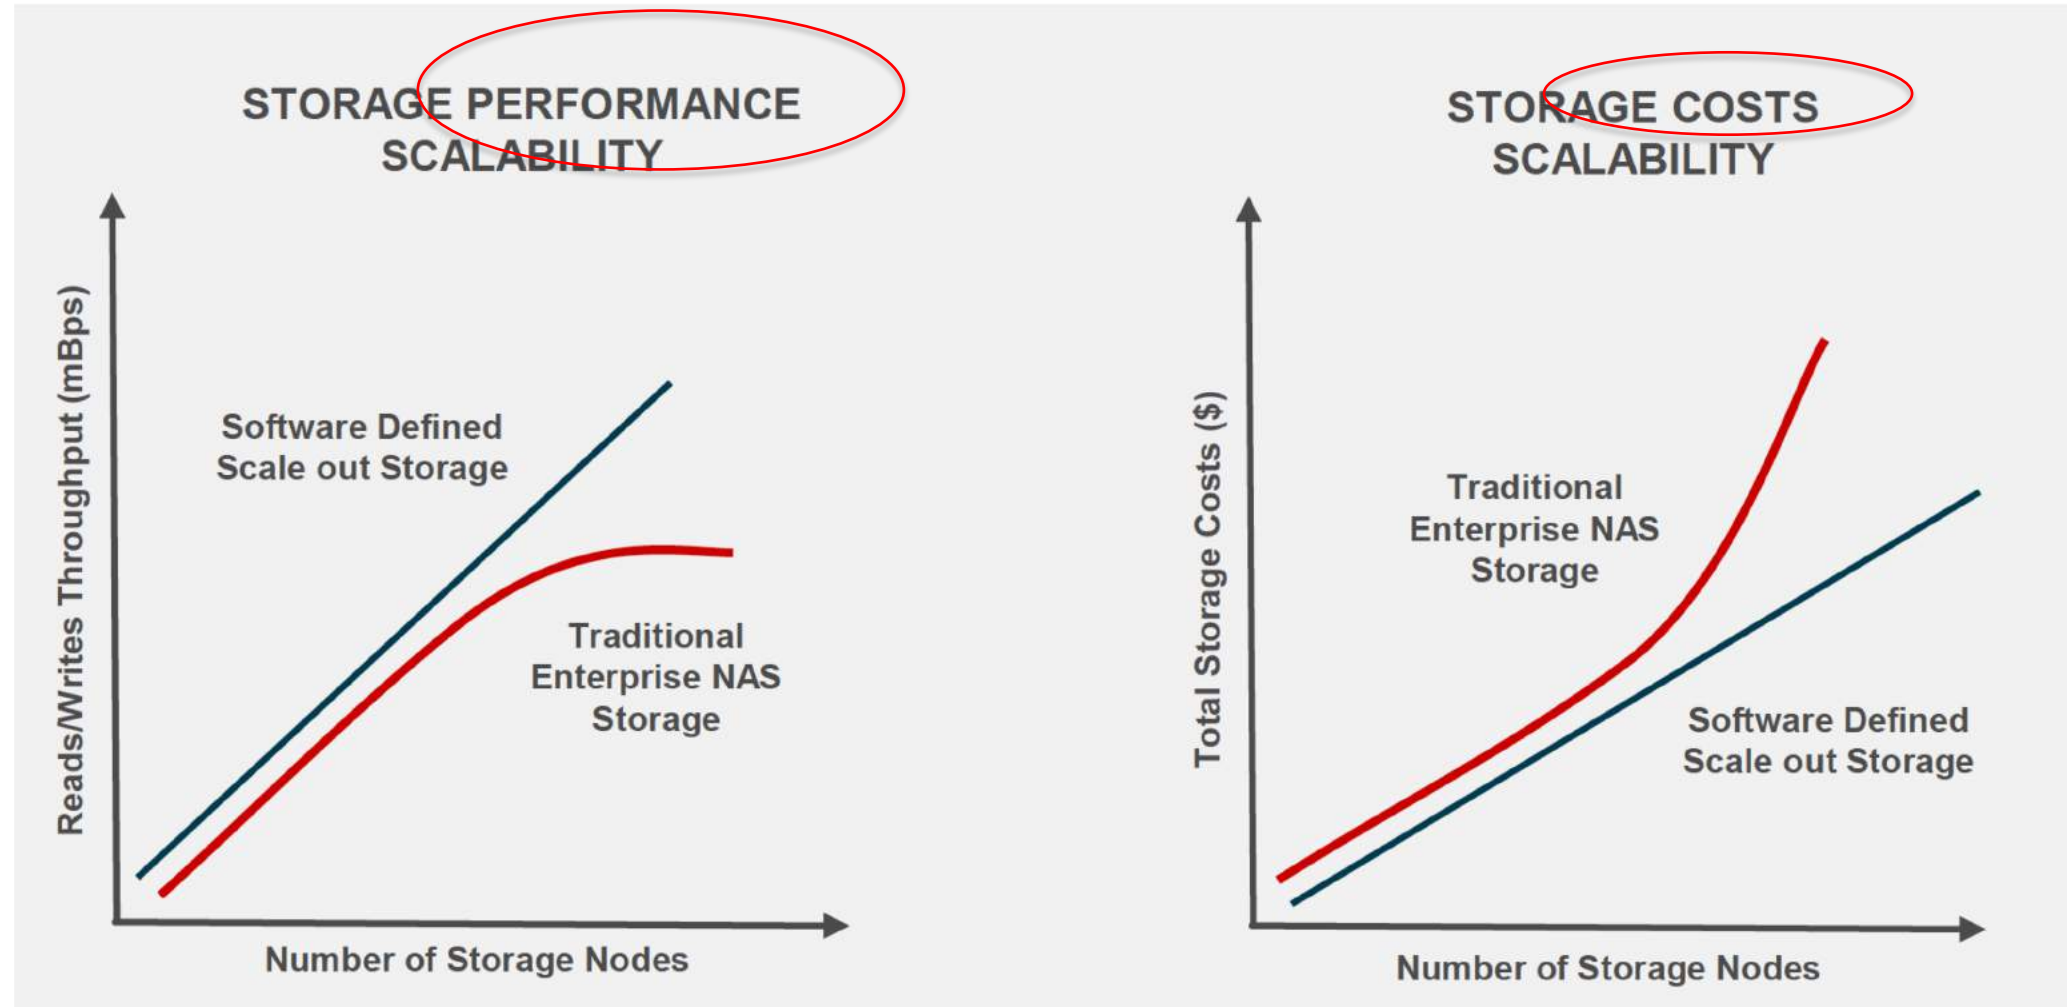 STORAGE PERFORMANCE
SCALABILITY
Reads/Writes Throughput (mBps)
Software Defined
Scale out Storage
Traditional
Enterprise NAS
Storage
Number of Storage Nodes
STORAGE COSTS
SCALABILITY
Total Storage Costs ($)
Traditional
Enterprise NAS
Storage
Software Defined
Scale out Storage
Number of Storage Nodes